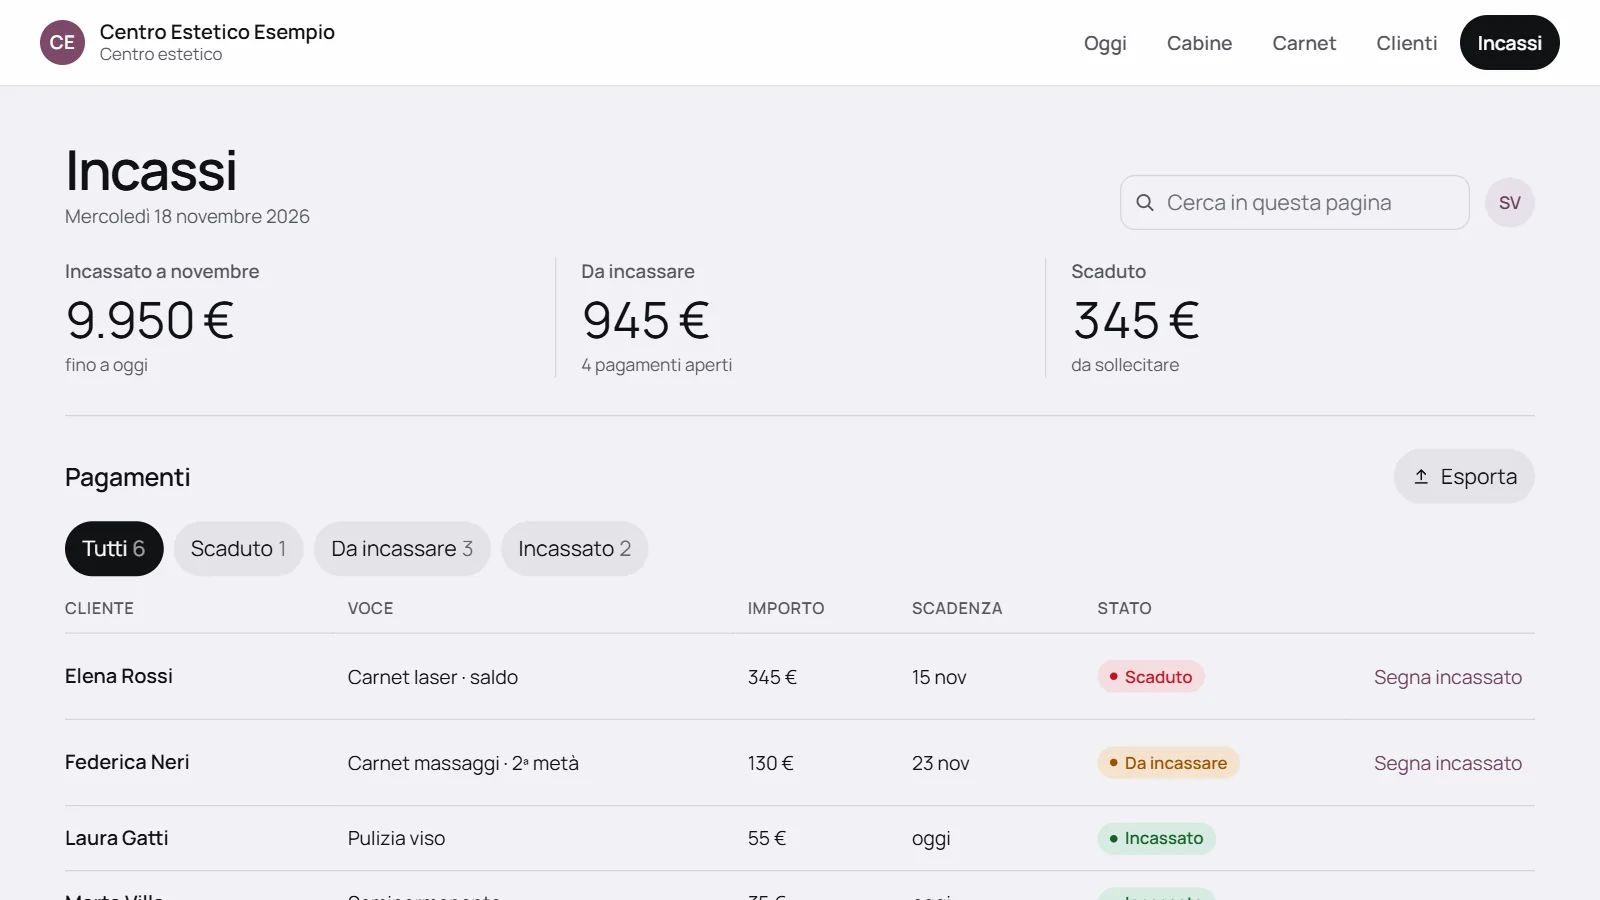 CE
Centro Estetico Esempio
Centro estetico
Oggi
Cabine
Carnet
Clienti
Incassi
Incassi
Mercoledì 18 novembre 2026
Cerca in questa pagina
SV
Incassato a novembre
9.950 €
fino a oggi
Da incassare
945 €
4 pagamenti aperti
Scaduto
345 €
da sollecitare
Pagamenti
Esporta
Tutti 6
Scaduto 1
Da incassare 3
Incassato 2
CLIENTE VOCE IMPORTO SCADENZA STATO
Elena Rossi Carnet laser · saldo 345 € 15 nov Scaduto Segna incassato
Federica Neri Carnet massaggi · 2ª metà 130 € 23 nov Da incassare Segna incassato
Laura Gatti Pulizia viso 55 € oggi Incassato